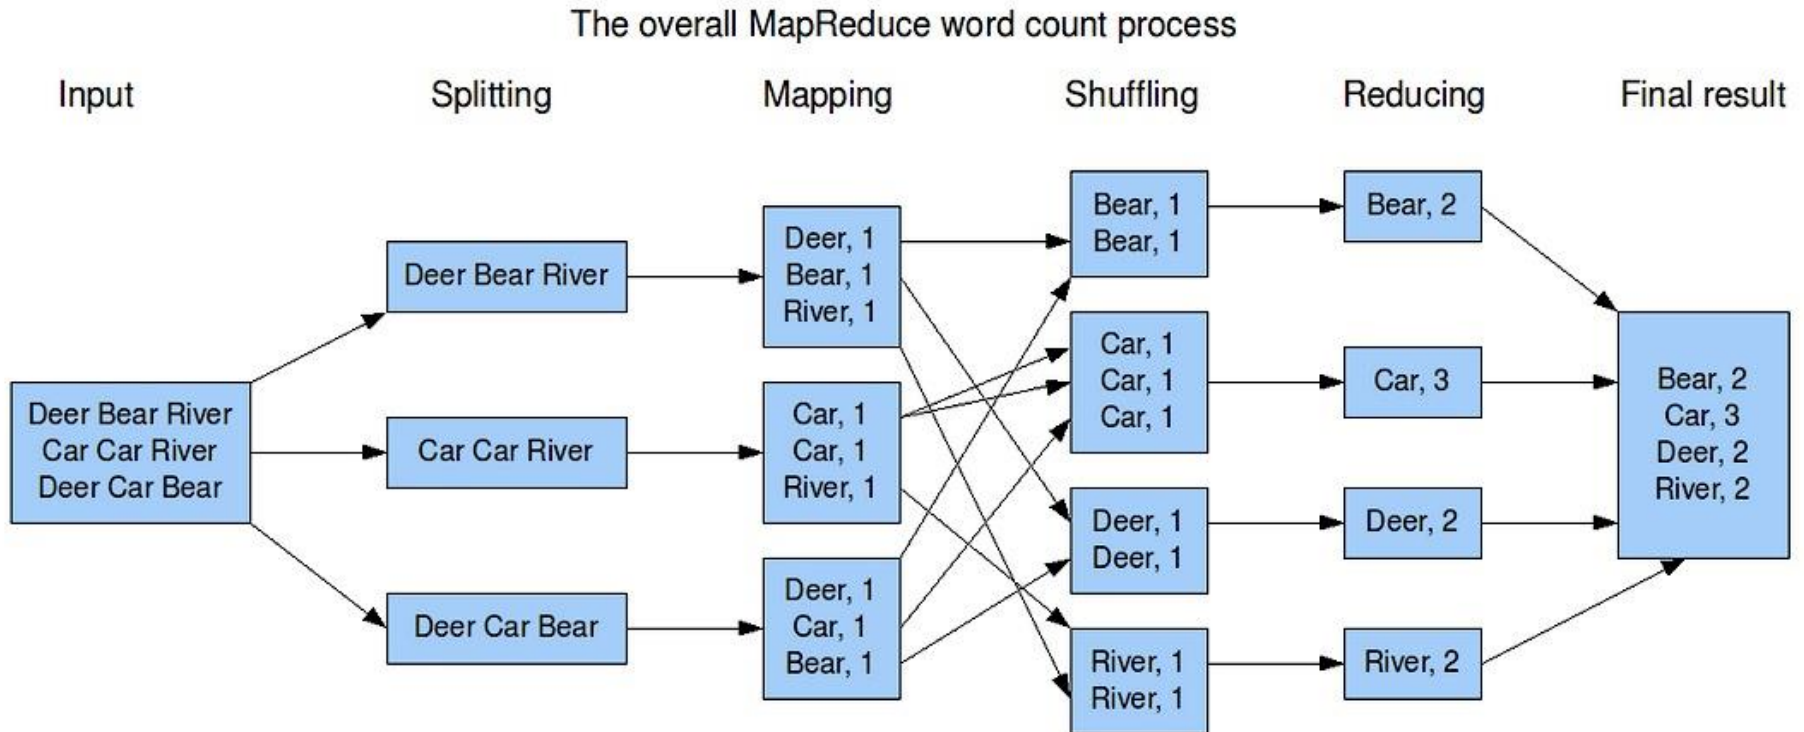 The overall MapReduce word count process
Input
Splitting
Mapping
Shuffling
Reducing
Final result
Deer Bear River
Car Car River
Deer Car Bear
Deer Bear River
Car Car River
Deer Car Bear
Deer, 1
Bear, 1
River, 1
Car, 1
Car, 1
River, 1
Deer, 1
Car, 1
Bear, 1
Bear, 1
Bear, 1
Car, 1
Car, 1
Car, 1
Deer, 1
Deer, 1
River, 1
River, 1
Bear, 2
Car, 3
Deer, 2
River, 2
Bear, 2
Car, 3
Deer, 2
River, 2